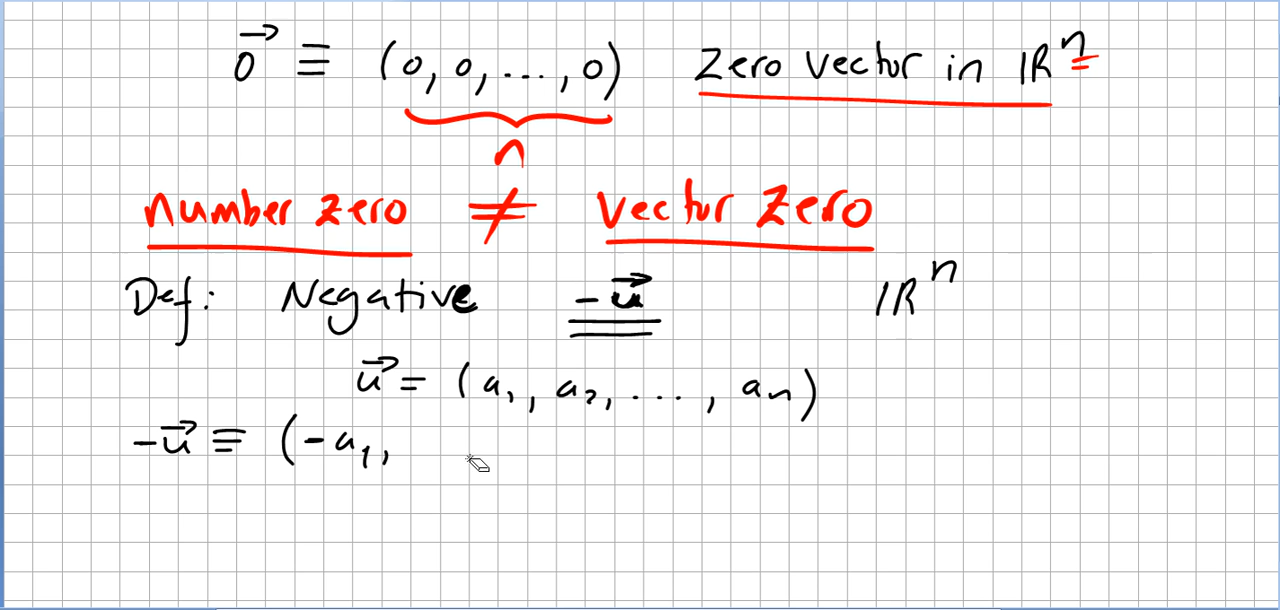 0⃗ ≡ (0, 0, ..., 0) Zero vector in ℝⁿ
n
number zero ≠ vector zero
Def: Negative -u⃗ ℝⁿ
u⃗ = (a₁, a₂, ..., aₙ)
-u⃗ ≡ (-a₁,